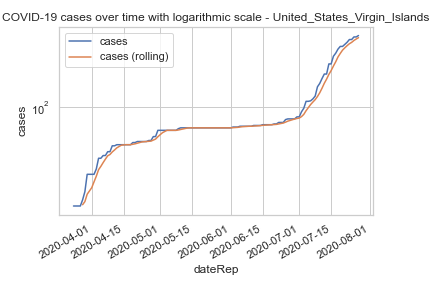 COVID-19 cases over time with logarithmic scale - United_States_Virgin_Islands
cases
cases (rolling)
10²
cases
2020-04-01
2020-04-15
2020-05-01
2020-05-15
2020-06-01
2020-06-15
2020-07-01
2020-07-15
2020-08-01
dateRep